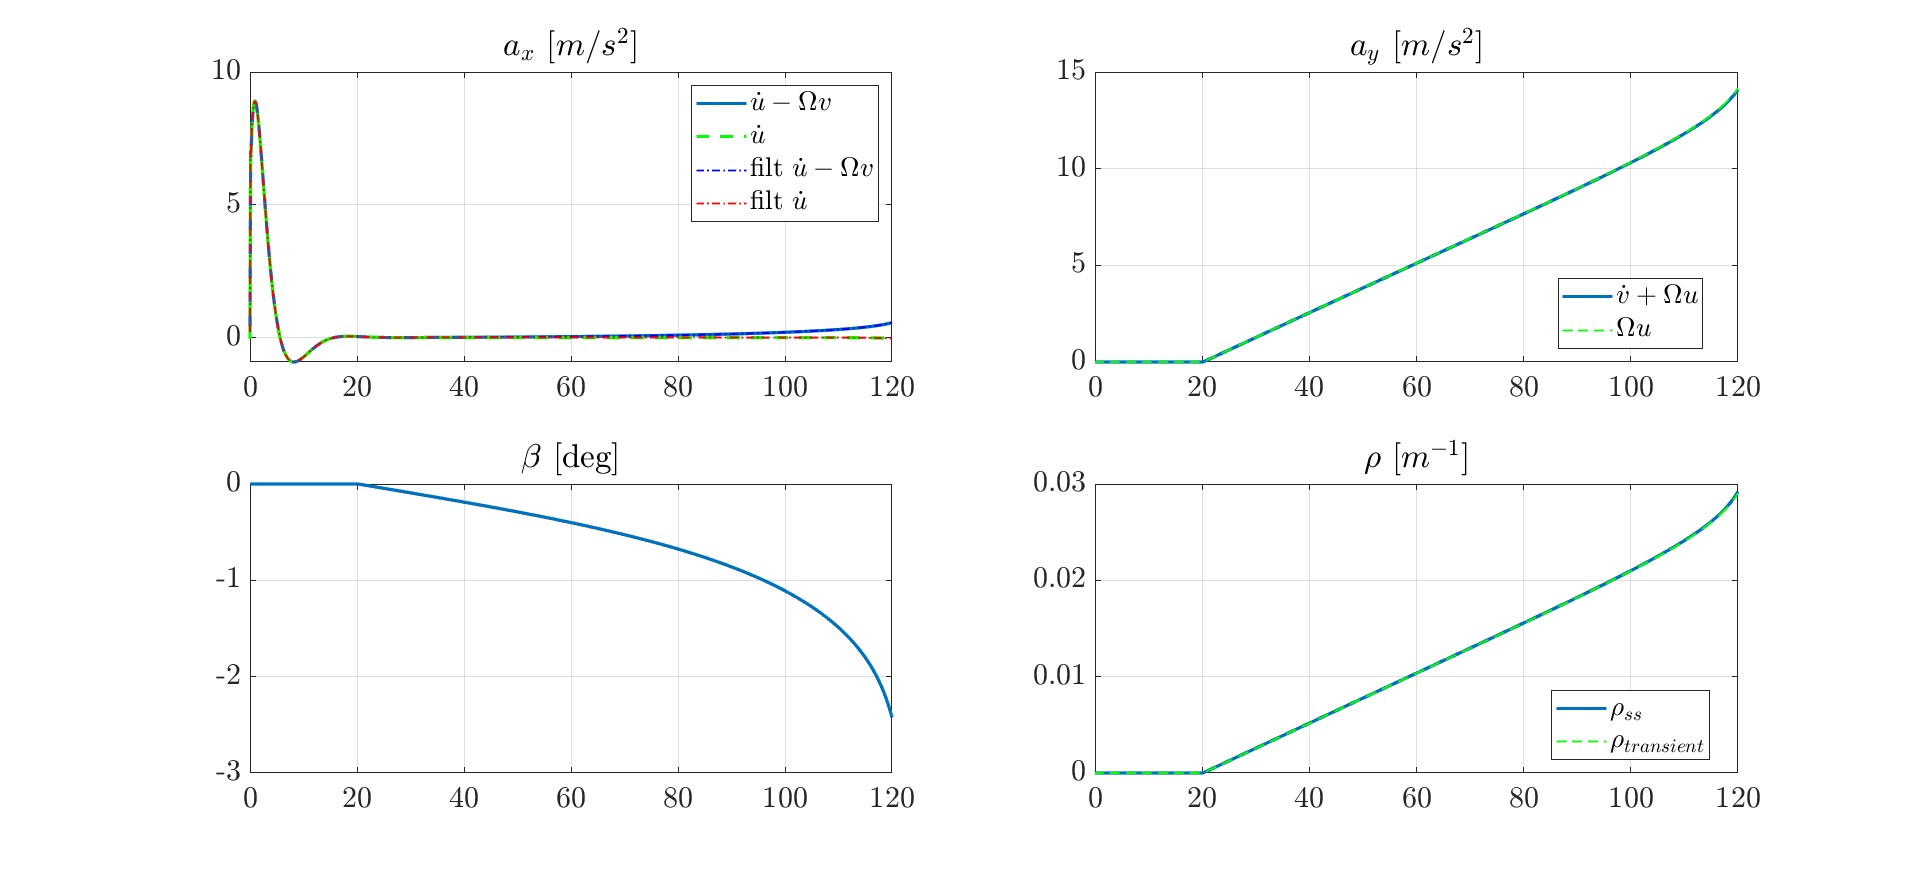 a_x [m/s²]
10
5
0
0 20 40 60 80 100 120
u̇ − Ωv
u̇
filt u̇ − Ωv
filt u̇
a_y [m/s²]
15
10
5
0
0 20 40 60 80 100 120
v̇ + Ωu
Ωu
β [deg]
0
-1
-2
-3
0 20 40 60 80 100 120
ρ [m⁻¹]
0.03
0.02
0.01
0
0 20 40 60 80 100 120
ρ_ss
ρ_transient